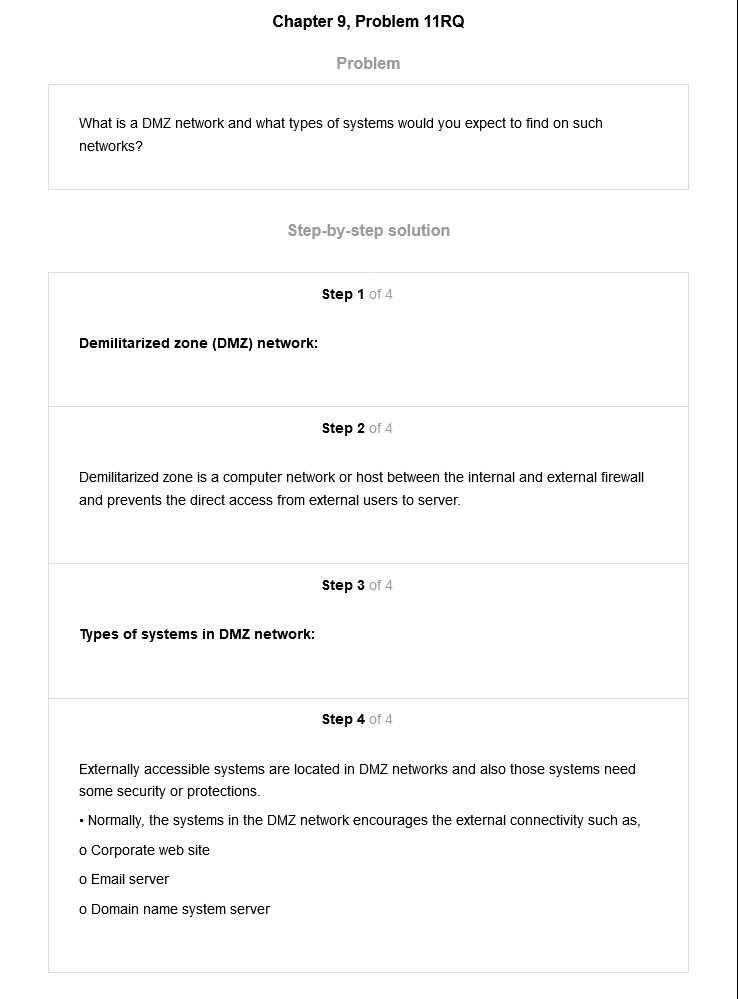 Chapter 9, Problem 11RQ
Problem
What is a DMZ network and what types of systems would you expect to find on such
networks?
Step-by-step solution
Step 1 of 4
Demilitarized zone (DMZ) network:
Step 2 of 4
Demilitarized zone is a computer network or host between the internal and external firewall
and prevents the direct access from external users to server.
Step 3 of 4
Types of systems in DMZ network:
Step 4 of 4
Externally accessible systems are located in DMZ networks and also those systems need
some security or protections.
• Normally, the systems in the DMZ network encourages the external connectivity such as,
o Corporate web site
o Email server
o Domain name system server